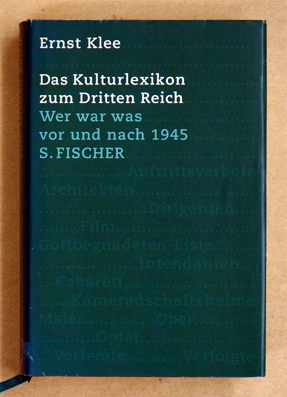 Ernst Klee
Das Kulturlexikon
zum Dritten Reich
Wer war was
vor und nach 1945
S. FISCHER
Auftrittsverbote
Architekten
Dirigenten
Film
Gottbegnadeten-Liste
Intendanten
Kabarett
Kameradschaftsheime
Maler Oper
Opfer
Verfemte Verfolgte